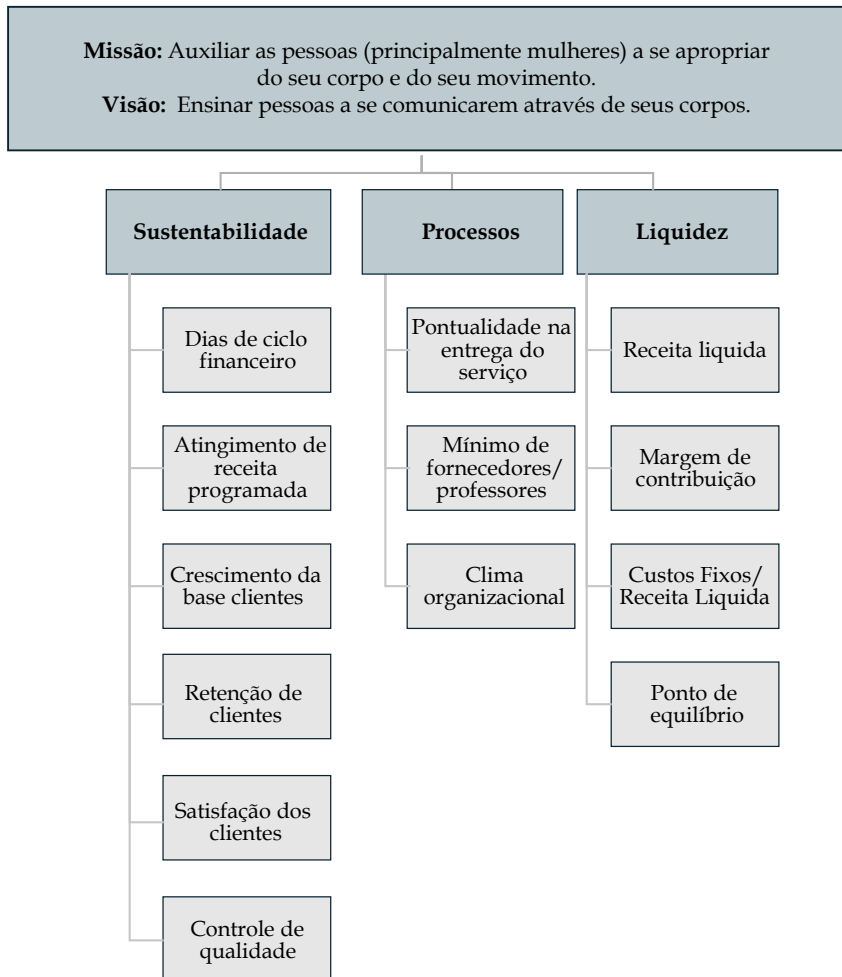 Missão: Auxiliar as pessoas (principalmente mulheres) a se apropriar
do seu corpo e do seu movimento.
Visão: Ensinar pessoas a se comunicarem através de seus corpos.
Sustentabilidade
Dias de ciclo
financeiro
Atingimento de
receita
programada
Crescimento da
base clientes
Retenção de
clientes
Satisfação dos
clientes
Controle de
qualidade
Processos
Pontualidade na
entrega do
serviço
Mínimo de
fornecedores/
professores
Clima
organizacional
Liquidez
Receita liquida
Margem de
contribuição
Custos Fixos/
Receita Liquida
Ponto de
equilíbrio